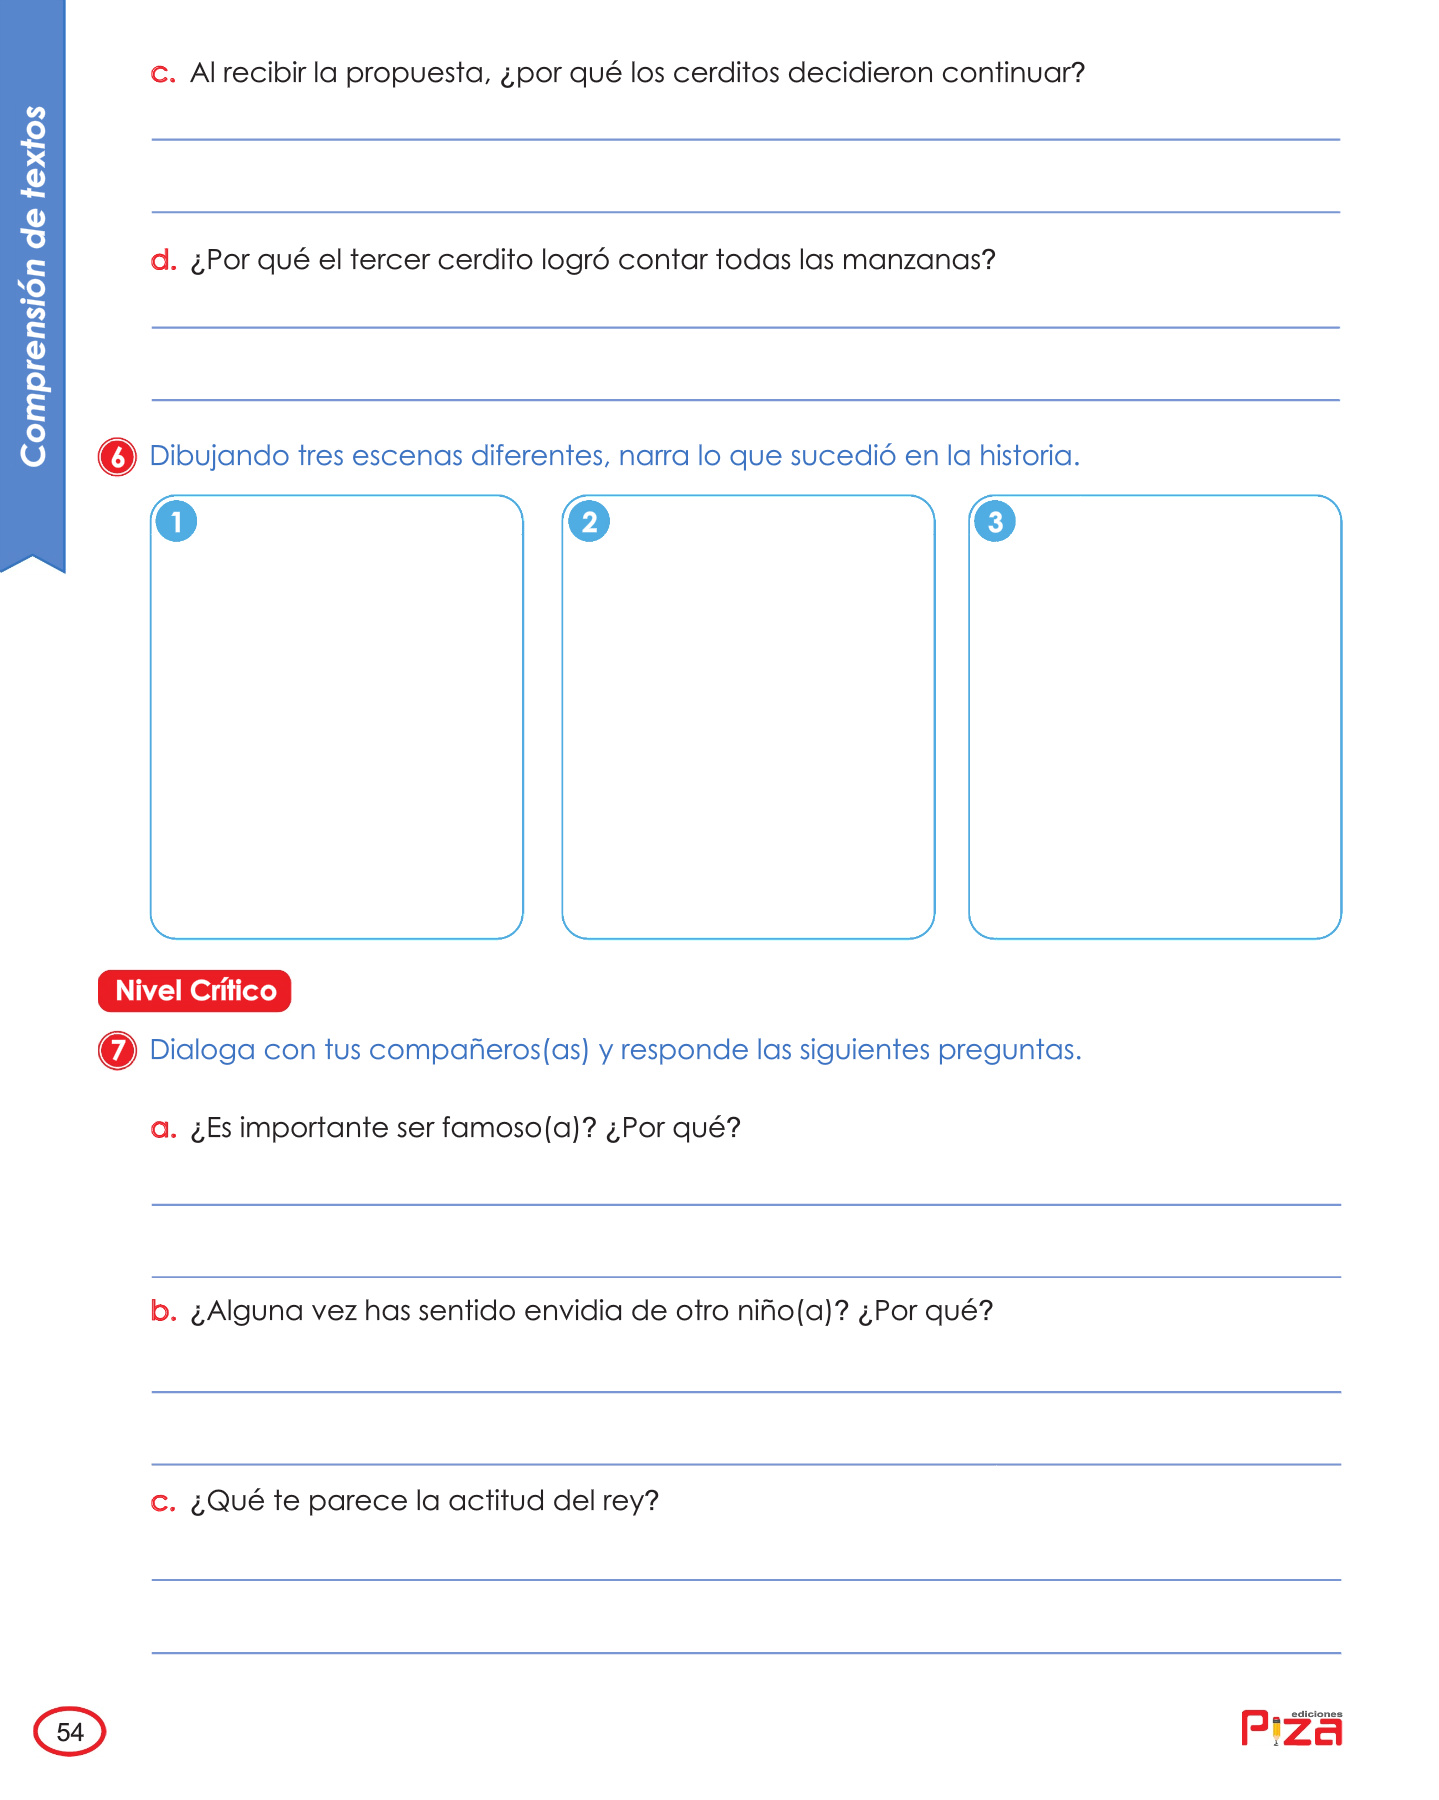 Comprensión de textos
c. Al recibir la propuesta, ¿por qué los cerditos decidieron continuar?
d. ¿Por qué el tercer cerdito logró contar todas las manzanas?
6 Dibujando tres escenas diferentes, narra lo que sucedió en la historia.
1 2 3
Nivel Crítico
7 Dialoga con tus compañeros(as) y responde las siguientes preguntas.
a. ¿Es importante ser famoso(a)? ¿Por qué?
b. ¿Alguna vez has sentido envidia de otro niño(a)? ¿Por qué?
c. ¿Qué te parece la actitud del rey?
54
ediciones
Piza